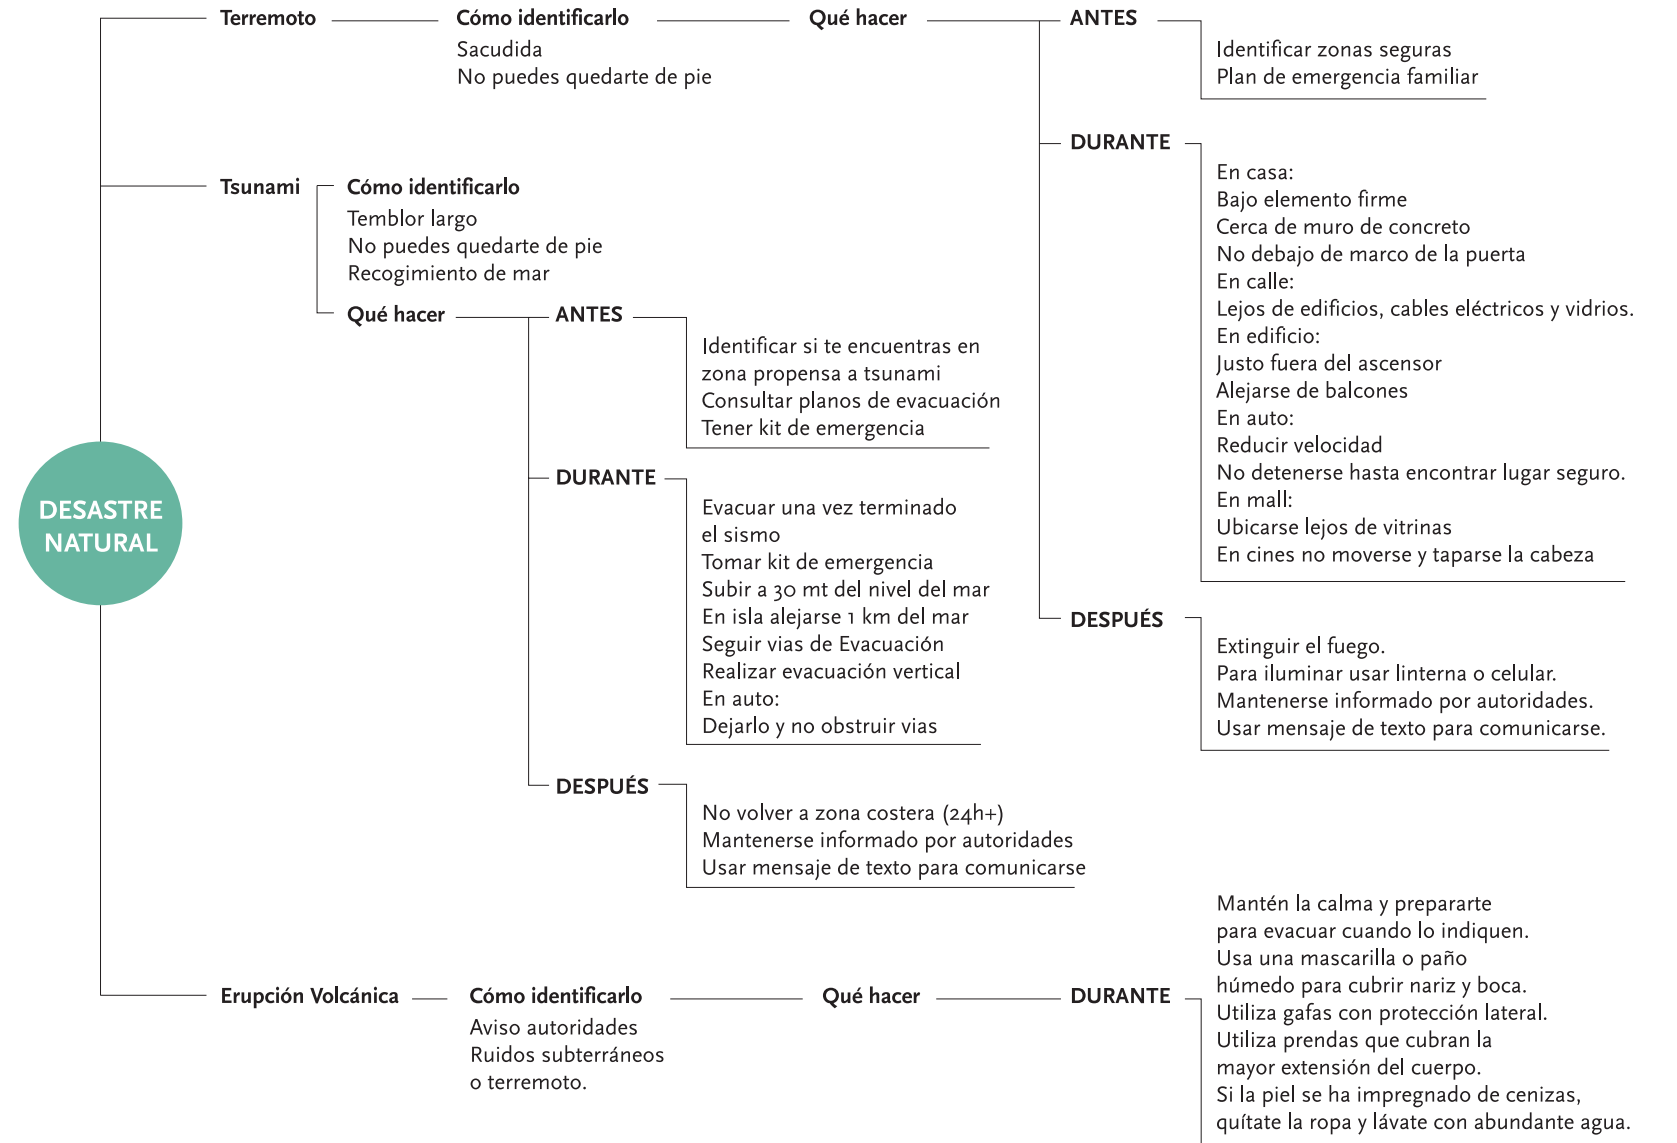 DESASTRE
NATURAL
Terremoto
Cómo identificarlo
Sacudida
No puedes quedarte de pie
Qué hacer
ANTES
Identificar zonas seguras
Plan de emergencia familiar
DURANTE
En casa:
Bajo elemento firme
Cerca de muro de concreto
No debajo de marco de la puerta
En calle:
Lejos de edificios, cables eléctricos y vidrios.
En edificio:
Justo fuera del ascensor
Alejarse de balcones
En auto:
Reducir velocidad
No detenerse hasta encontrar lugar seguro.
En mall:
Ubicarse lejos de vitrinas
En cines no moverse y taparse la cabeza
DESPUÉS
Extinguir el fuego.
Para iluminar usar linterna o celular.
Mantenerse informado por autoridades.
Usar mensaje de texto para comunicarse.
Tsunami
Cómo identificarlo
Temblor largo
No puedes quedarte de pie
Recogimiento de mar
Qué hacer
ANTES
Identificar si te encuentras en
zona propensa a tsunami
Consultar planos de evacuación
Tener kit de emergencia
DURANTE
Evacuar una vez terminado
el sismo
Tomar kit de emergencia
Subir a 30 mt del nivel del mar
En isla alejarse 1 km del mar
Seguir vias de Evacuación
Realizar evacuación vertical
En auto:
Dejarlo y no obstruir vias
DESPUÉS
No volver a zona costera (24h+)
Mantenerse informado por autoridades
Usar mensaje de texto para comunicarse
Erupción Volcánica
Cómo identificarlo
Aviso autoridades
Ruidos subterráneos
o terremoto.
Qué hacer
DURANTE
Mantén la calma y prepararte
para evacuar cuando lo indiquen.
Usa una mascarilla o paño
húmedo para cubrir nariz y boca.
Utiliza gafas con protección lateral.
Utiliza prendas que cubran la
mayor extensión del cuerpo.
Si la piel se ha impregnado de cenizas,
quítate la ropa y lávate con abundante agua.